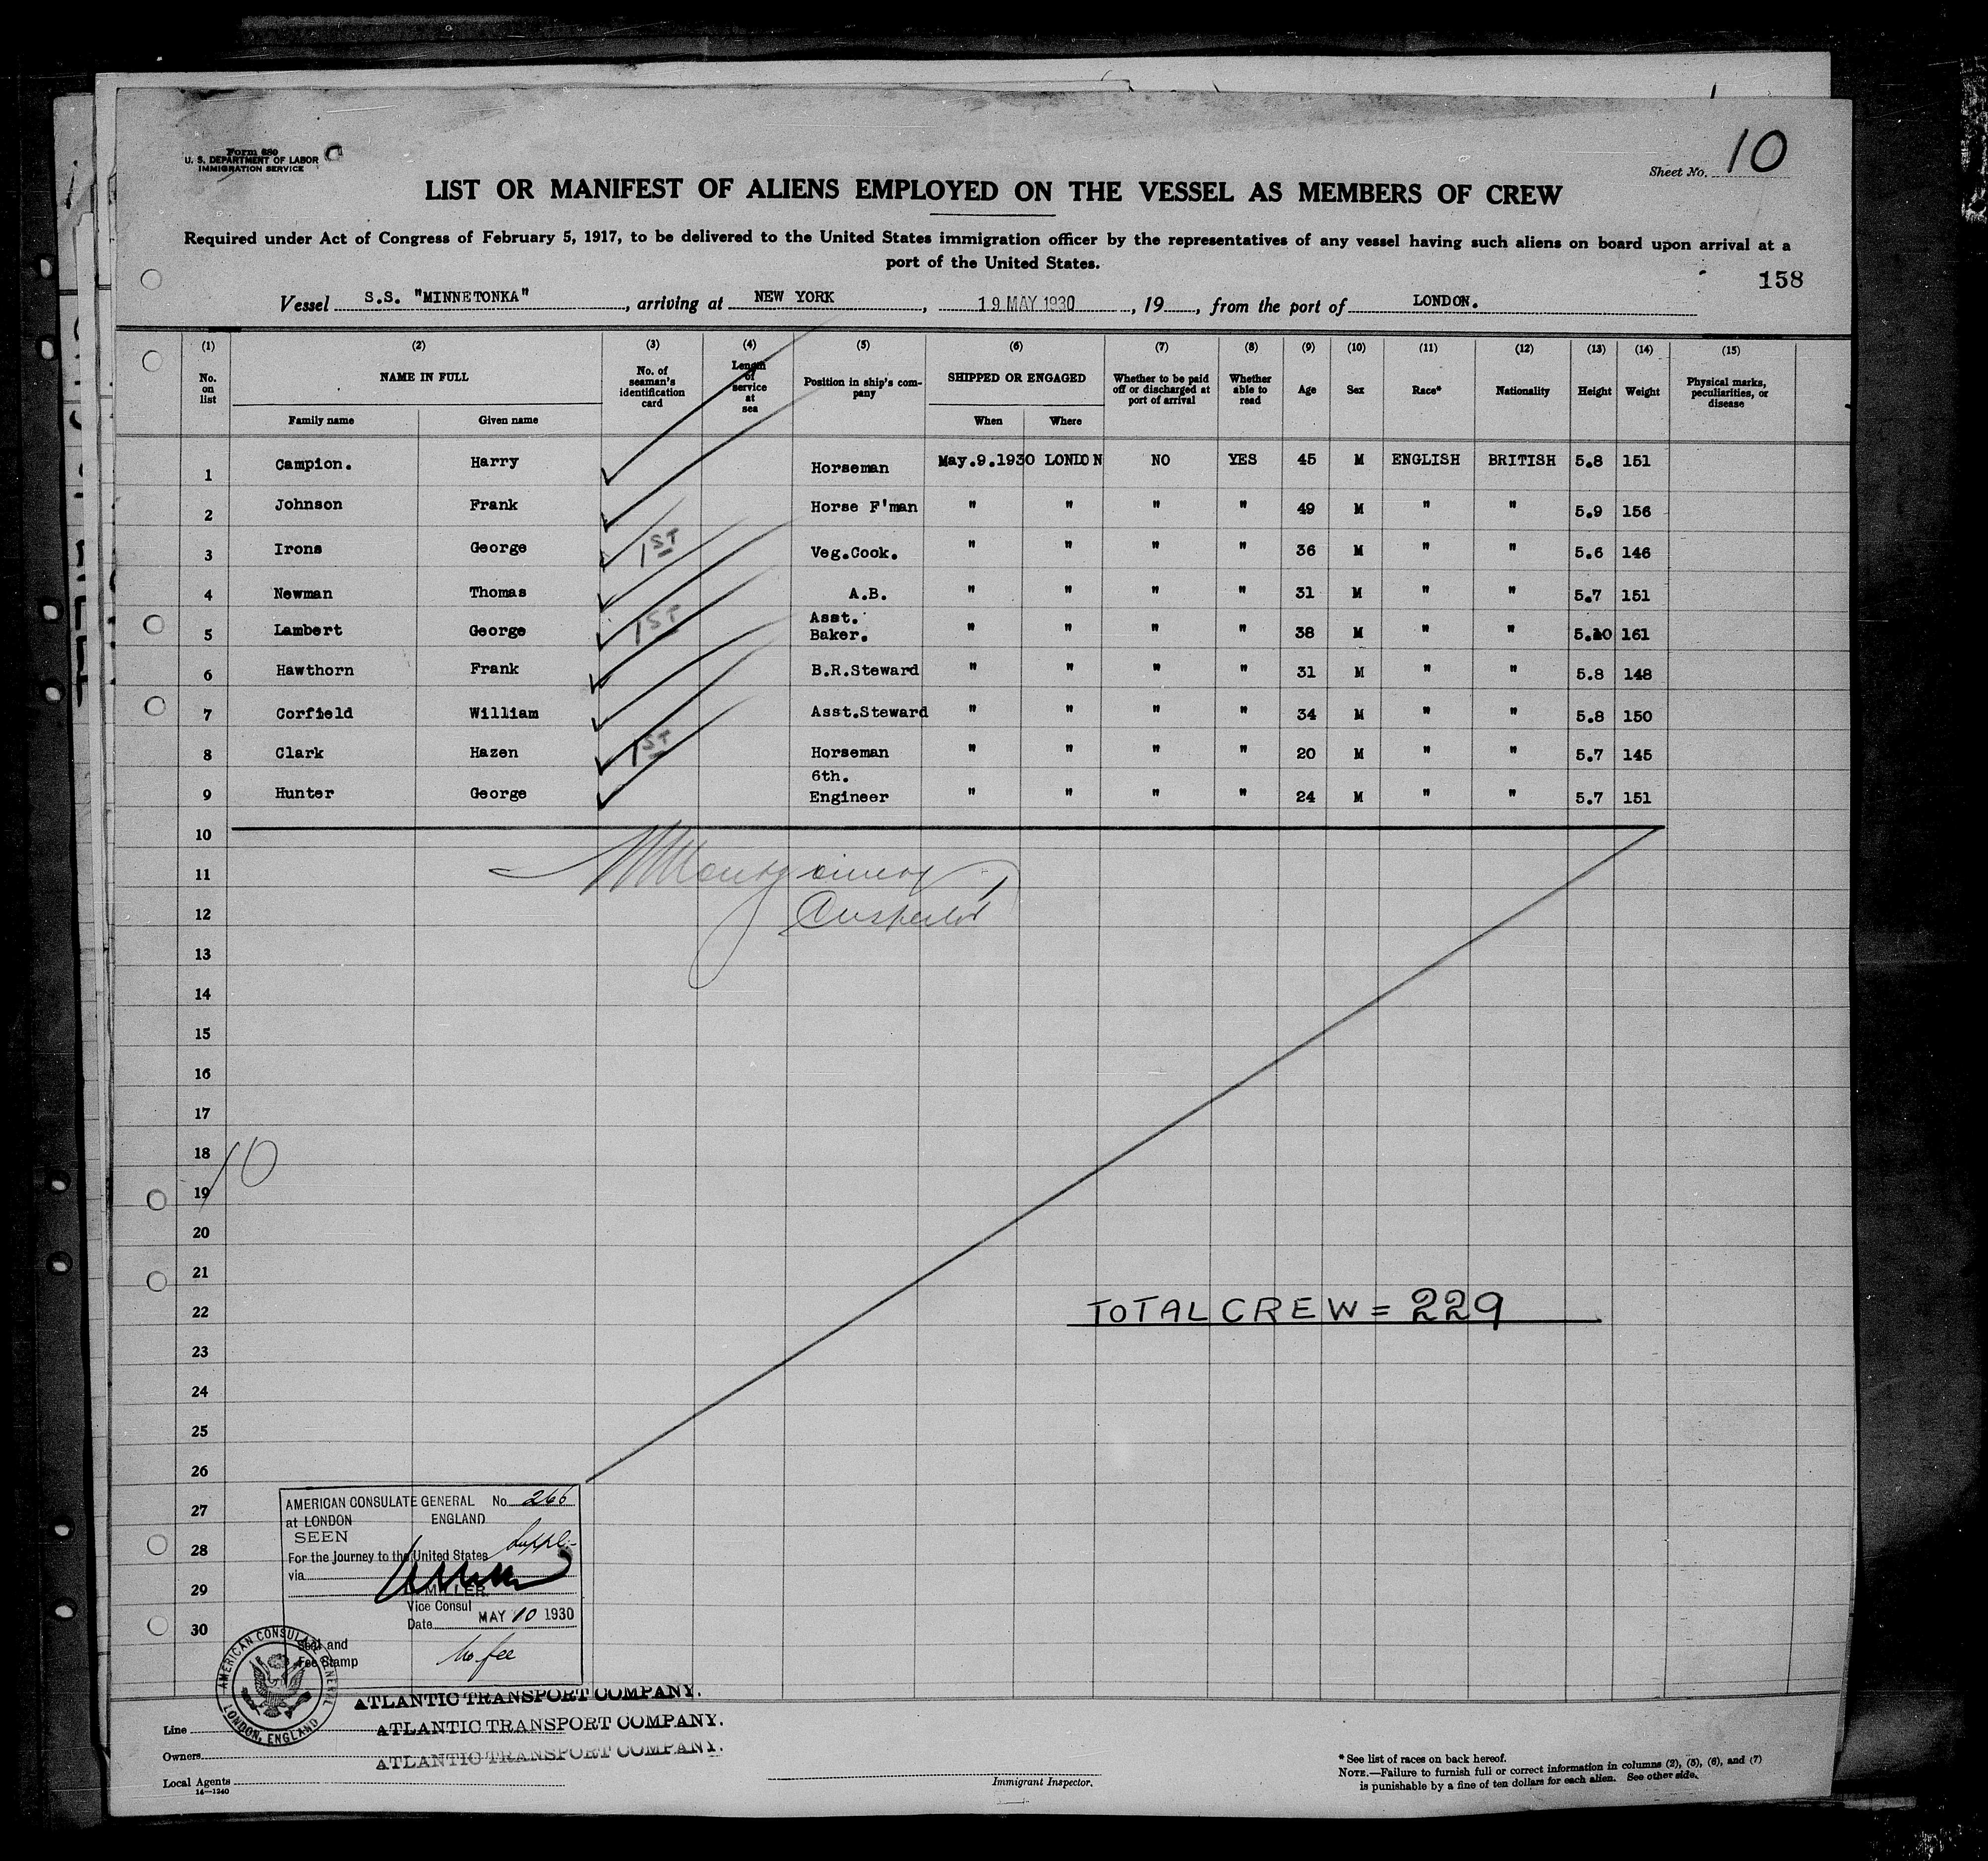 Form 680
U. S. DEPARTMENT OF LABOR
IMMIGRATION SERVICE
Sheet No. 10
LIST OR MANIFEST OF ALIENS EMPLOYED ON THE VESSEL AS MEMBERS OF CREW
Required under Act of Congress of February 5, 1917, to be delivered to the United States immigration officer by the representatives of any vessel having such aliens on board upon arrival at a
port of the United States.
158
Vessel S.S. "MINNETONKA", arriving at NEW YORK, 19 MAY 1930, 19, from the port of LONDON.
(1) (2) (3) (4) (5) (6) (7) (8) (9) (10) (11) (12) (13) (14) (15)
No. on list NAME IN FULL No. of seaman's identification card Length of service at sea Position in ship's company SHIPPED OR ENGAGED Whether to be paid off or discharged at port of arrival Whether able to read Age Sex Race* Nationality Height Weight Physical marks, peculiarities, or disease
Family name Given name When Where
1 Campion. Harry Horseman May.9.1930 LONDON NO YES 45 M ENGLISH BRITISH 5.8 151
2 Johnson Frank Horse F'man " " " " 49 M " " 5.9 156
3 Irons George 1ST Veg.Cook. " " " " 36 M " " 5.6 146
4 Newman Thomas A.B. " " " " 31 M " " 5.7 151
5 Lambert George 1ST Asst. Baker. " " " " 38 M " " 5.10 161
6 Hawthorn Frank B.R.Steward " " " " 31 M " " 5.8 148
7 Corfield William Asst.Steward " " " " 34 M " " 5.8 150
8 Clark Hazen 1ST Horseman " " " " 20 M " " 5.7 145
9 Hunter George 6th. Engineer " " " " 24 M " " 5.7 151
10
11 Montgomery
12 Inspector
13
14
15
16
17
18
10
19
20
21
22 TOTAL CREW = 229
23
24
25
26
27
28
29
30
AMERICAN CONSULATE GENERAL No. 266
at LONDON ENGLAND
SEEN
Suppl.
For the journey to the United States
via
MILLER
Vice Consul
Date MAY 10 1930
Seal and
Fee Stamp
No fee
AMERICAN CONSULATE GENERAL LONDON, ENGLAND
ATLANTIC TRANSPORT COMPANY.
Line ATLANTIC TRANSPORT COMPANY.
Owners ATLANTIC TRANSPORT COMPANY.
Local Agents
14—1240
Immigrant Inspector.
* See list of races on back hereof.
NOTE.—Failure to furnish full or correct information in columns (2), (5), (6), and (7)
is punishable by a fine of ten dollars for each alien. See other side.